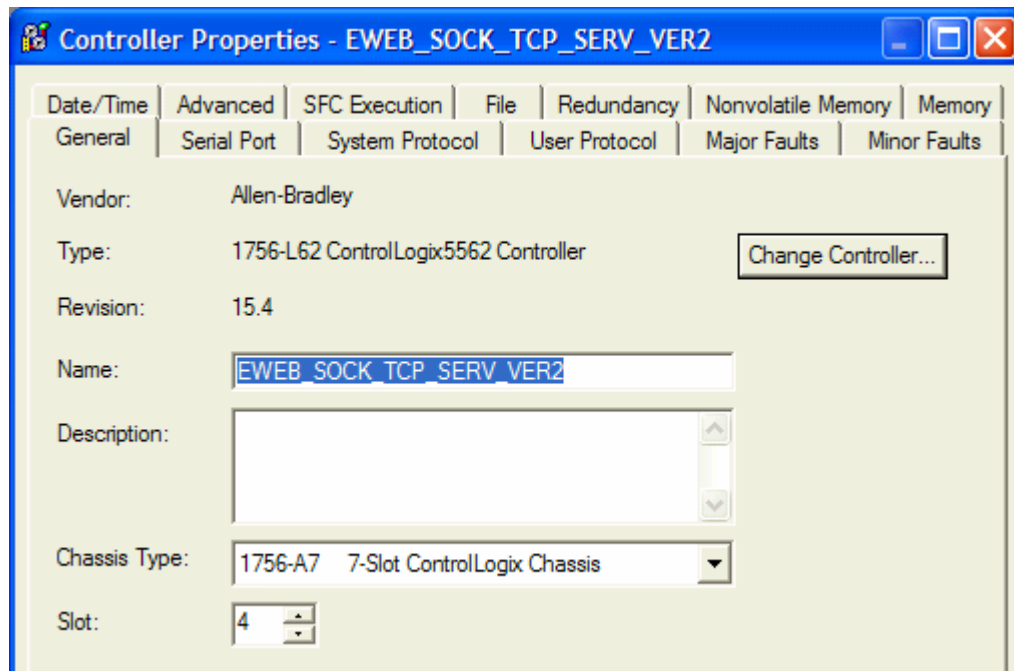 Controller Properties - EWEB_SOCK_TCP_SERV_VER2
Date/Time Advanced SFC Execution File Redundancy Nonvolatile Memory Memory
General Serial Port System Protocol User Protocol Major Faults Minor Faults
Vendor: Allen-Bradley
Type: 1756-L62 ControlLogix5562 Controller Change Controller...
Revision: 15.4
Name: EWEB_SOCK_TCP_SERV_VER2
Description:
Chassis Type: 1756-A7 7-Slot ControlLogix Chassis
Slot: 4